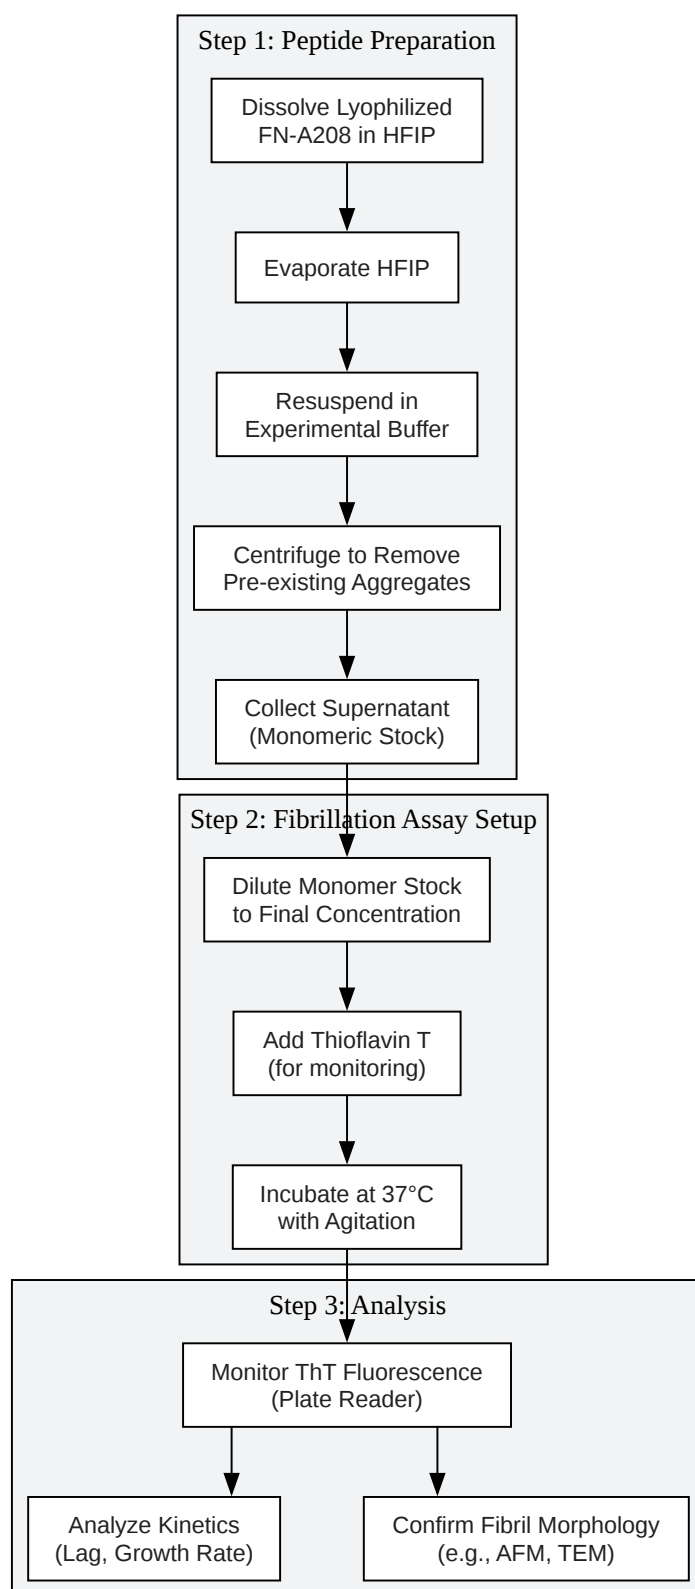 Step 1: Peptide Preparation
Dissolve Lyophilized
FN-A208 in HFIP
Evaporate HFIP
Resuspend in
Experimental Buffer
Centrifuge to Remove
Pre-existing Aggregates
Collect Supernatant
(Monomeric Stock)
Step 2: Fibrillation Assay Setup
Dilute Monomer Stock
to Final Concentration
Add Thioflavin T
(for monitoring)
Incubate at 37°C
with Agitation
Step 3: Analysis
Monitor ThT Fluorescence
(Plate Reader)
Analyze Kinetics
(Lag, Growth Rate)
Confirm Fibril Morphology
(e.g., AFM, TEM)